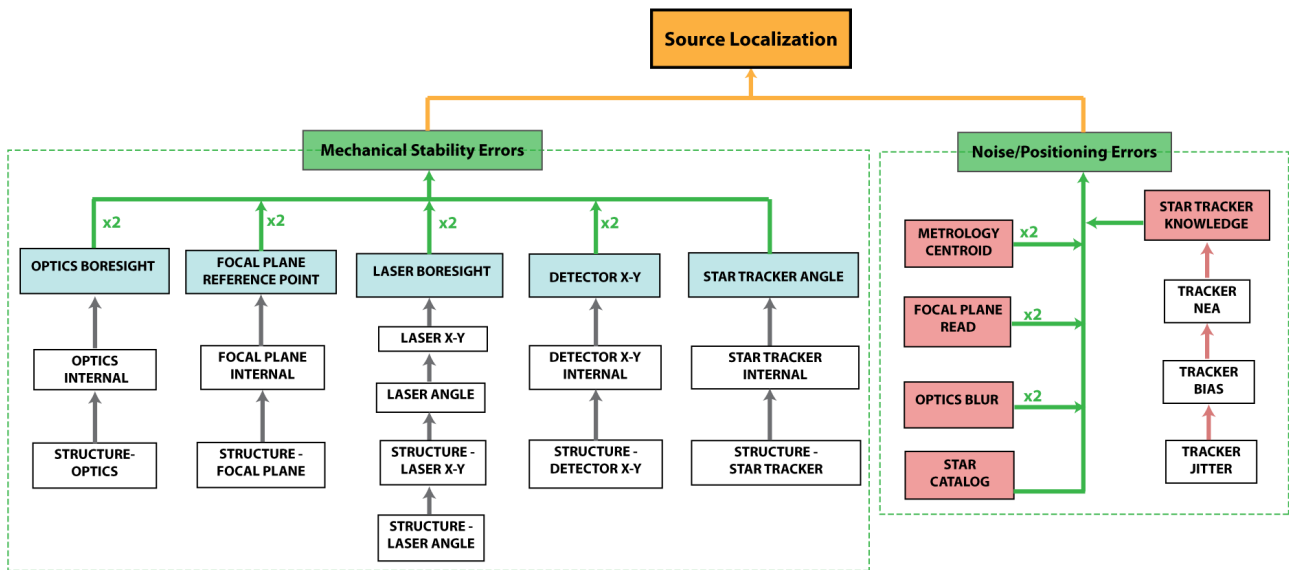 Source Localization
Mechanical Stability Errors
Noise/Positioning Errors
x2
x2
x2
x2
OPTICS BORESIGHT
FOCAL PLANE
REFERENCE POINT
LASER BORESIGHT
DETECTOR X-Y
STAR TRACKER ANGLE
OPTICS
INTERNAL
FOCAL PLANE
INTERNAL
LASER X-Y
LASER ANGLE
DETECTOR X-Y
INTERNAL
STAR TRACKER
INTERNAL
STRUCTURE-
OPTICS
STRUCTURE -
FOCAL PLANE
STRUCTURE -
LASER X-Y
STRUCTURE -
DETECTOR X-Y
STRUCTURE -
STAR TRACKER
STRUCTURE -
LASER ANGLE
METROLOGY
CENTROID
x2
FOCAL PLANE
READ
x2
OPTICS BLUR
x2
STAR
CATALOG
STAR TRACKER
KNOWLEDGE
TRACKER
NEA
TRACKER
BIAS
TRACKER
JITTER